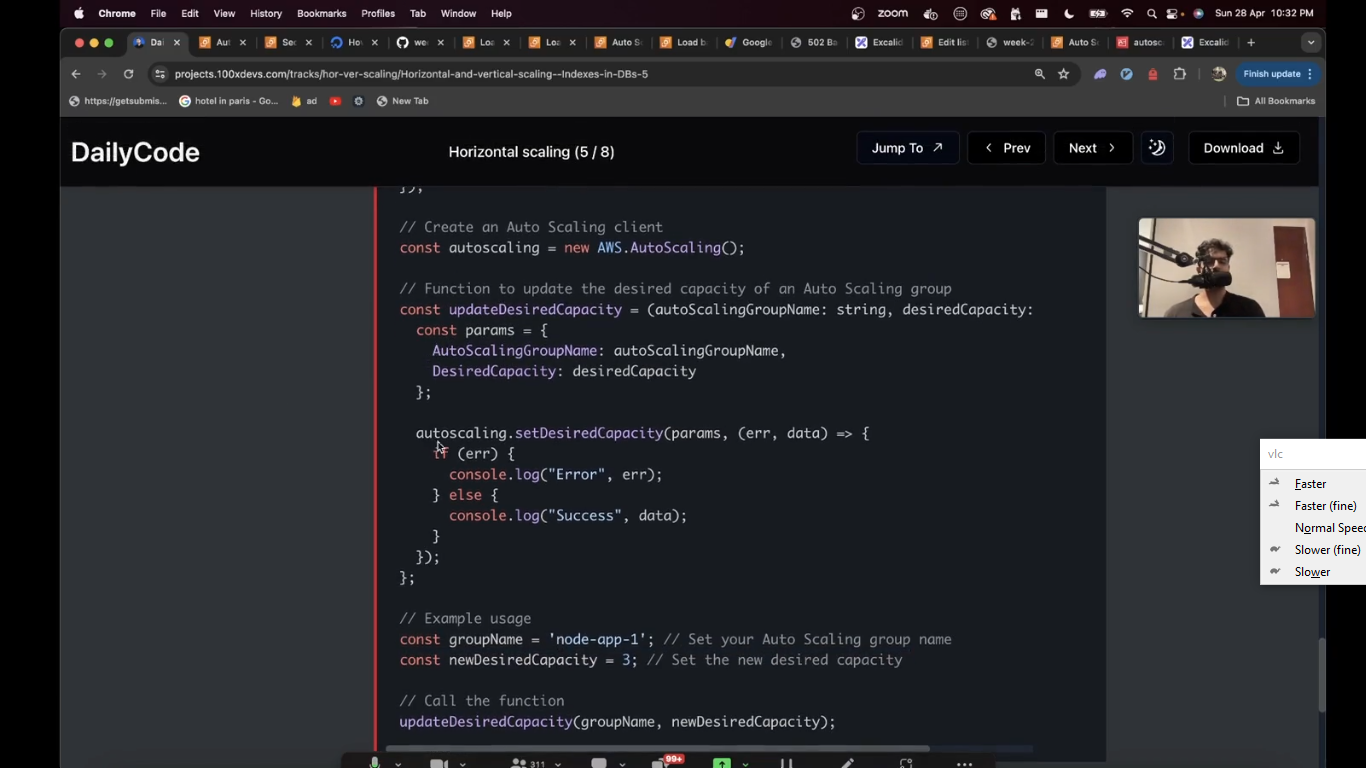 Chrome File Edit View History Bookmarks Profiles Tab Window Help zoom Sun 28 Apr 10:32 PM
Dai Aut Sec Ho we Loa Loa Auto S Load b Google 502 Ba Excalid Edit lis week-2 Auto S autosc Excalid
projects.100xdevs.com/tracks/hor-ver-scaling/Horizontal-and-vertical-scaling--Indexes-in-DBs-5 Finish update
https://getsubmis... hotel in paris - Go... ad New Tab All Bookmarks
DailyCode Horizontal scaling (5 / 8) Jump To Prev Next Download
});
// Create an Auto Scaling client
const autoscaling = new AWS.AutoScaling();
// Function to update the desired capacity of an Auto Scaling group
const updateDesiredCapacity = (autoScalingGroupName: string, desiredCapacity:
const params = {
AutoScalingGroupName: autoScalingGroupName,
DesiredCapacity: desiredCapacity
};
autoscaling.setDesiredCapacity(params, (err, data) => {
if (err) {
console.log("Error", err);
} else {
console.log("Success", data);
}
});
};
// Example usage
const groupName = 'node-app-1'; // Set your Auto Scaling group name
const newDesiredCapacity = 3; // Set the new desired capacity
// Call the function
updateDesiredCapacity(groupName, newDesiredCapacity);
vlc
Faster
Faster (fine)
Normal Spee
Slower (fine)
Slower
311 99+